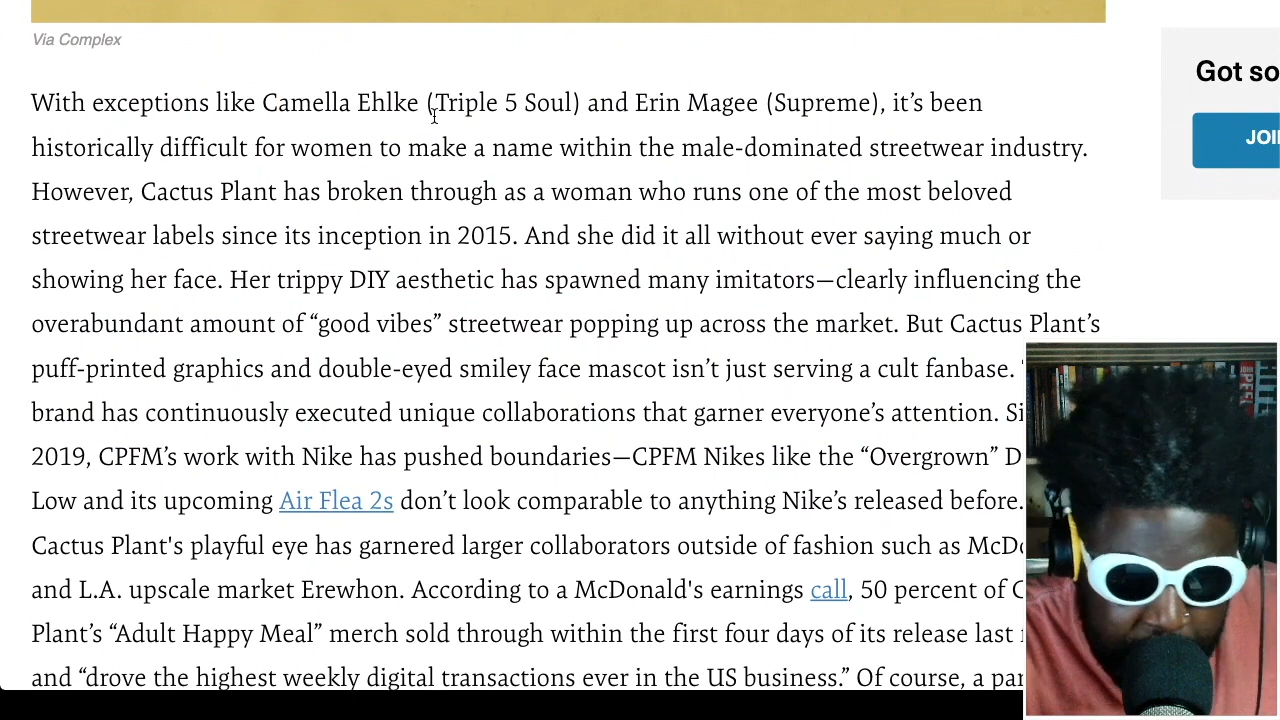 Via Complex
Got so
JOI
With exceptions like Camella Ehlke (Triple 5 Soul) and Erin Magee (Supreme), it’s been
historically difficult for women to make a name within the male-dominated streetwear industry.
However, Cactus Plant has broken through as a woman who runs one of the most beloved
streetwear labels since its inception in 2015. And she did it all without ever saying much or
showing her face. Her trippy DIY aesthetic has spawned many imitators—clearly influencing the
overabundant amount of “good vibes” streetwear popping up across the market. But Cactus Plant’s
puff-printed graphics and double-eyed smiley face mascot isn’t just serving a cult fanbase.
brand has continuously executed unique collaborations that garner everyone’s attention. Si
2019, CPFM’s work with Nike has pushed boundaries—CPFM Nikes like the “Overgrown” D
Low and its upcoming Air Flea 2s don’t look comparable to anything Nike’s released before.
Cactus Plant's playful eye has garnered larger collaborators outside of fashion such as McDo
and L.A. upscale market Erewhon. According to a McDonald's earnings call, 50 percent of C
Plant’s “Adult Happy Meal” merch sold through within the first four days of its release last
and “drove the highest weekly digital transactions ever in the US business.” Of course, a par